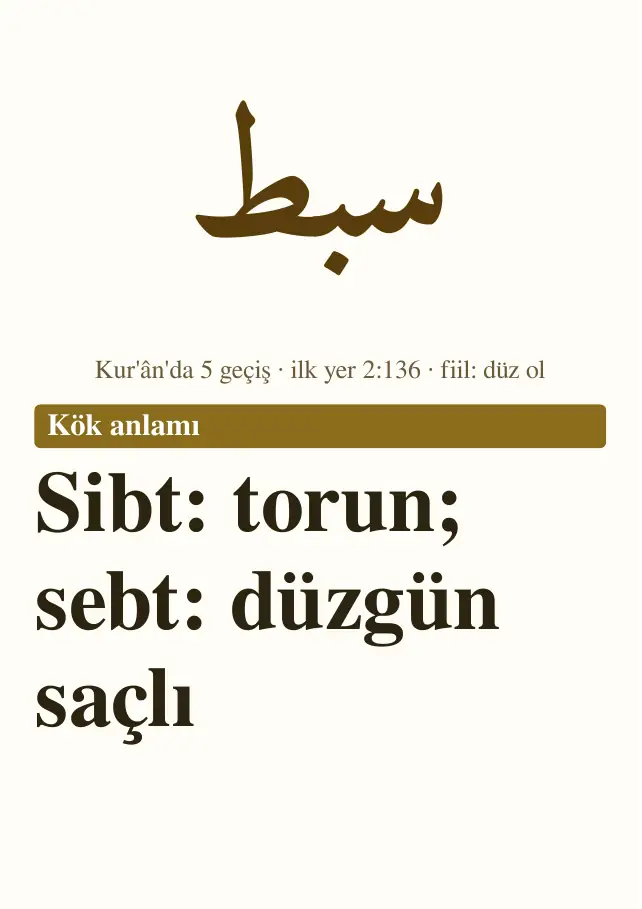 سبط
Kur'ân'da 5 geçiş · ilk yer 2:136 · fiil: düz ol
Kök anlamı
Sibt: torun;
sebt: düzgün
saçlı